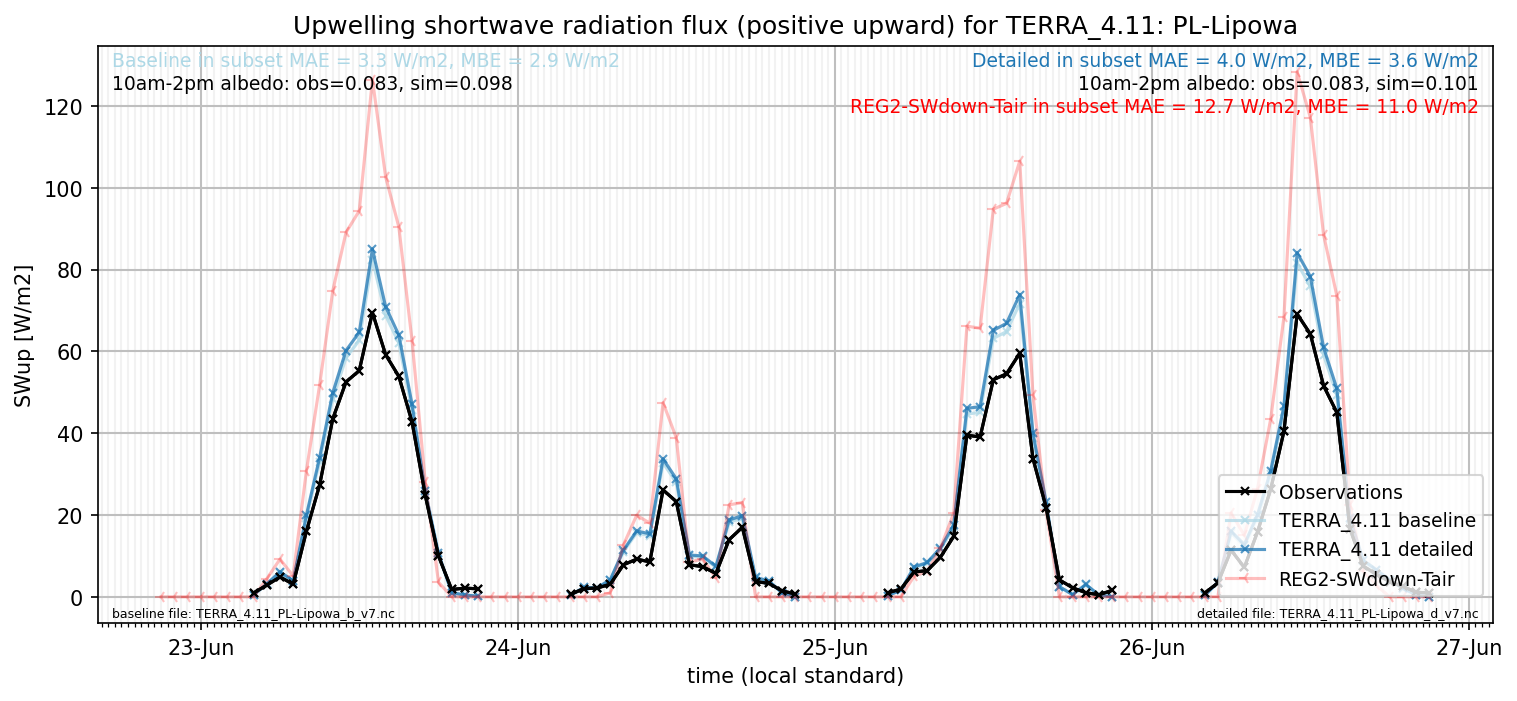 Upwelling shortwave radiation flux (positive upward) for TERRA_4.11: PL-Lipowa
Baseline in subset MAE = 3.3 W/m2, MBE = 2.9 W/m2
10am-2pm albedo: obs=0.083, sim=0.098
Detailed in subset MAE = 4.0 W/m2, MBE = 3.6 W/m2
10am-2pm albedo: obs=0.083, sim=0.101
REG2-SWdown-Tair in subset MAE = 12.7 W/m2, MBE = 11.0 W/m2
SWup [W/m2]
120
100
80
60
40
20
0
Observations
TERRA_4.11 baseline
TERRA_4.11 detailed
REG2-SWdown-Tair
baseline file: TERRA_4.11_PL-Lipowa_b_v7.nc
detailed file: TERRA_4.11_PL-Lipowa_d_v7.nc
23-Jun 24-Jun 25-Jun 26-Jun 27-Jun
time (local standard)